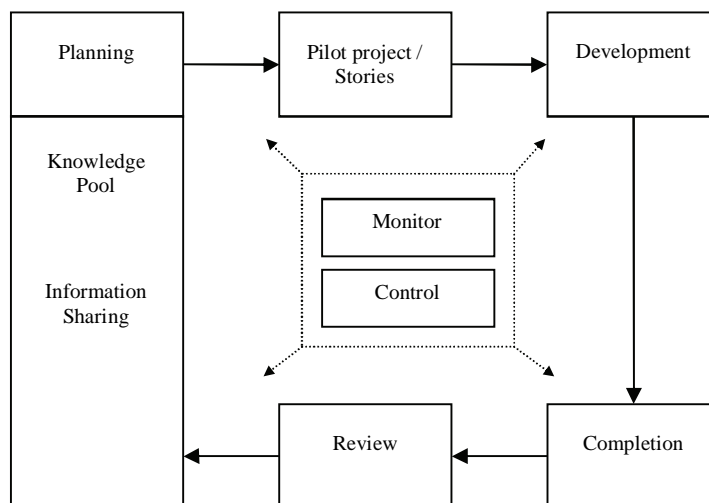 Planning
Pilot project /
Stories
Development
Knowledge
Pool
Monitor
Information
Sharing
Control
Review
Completion